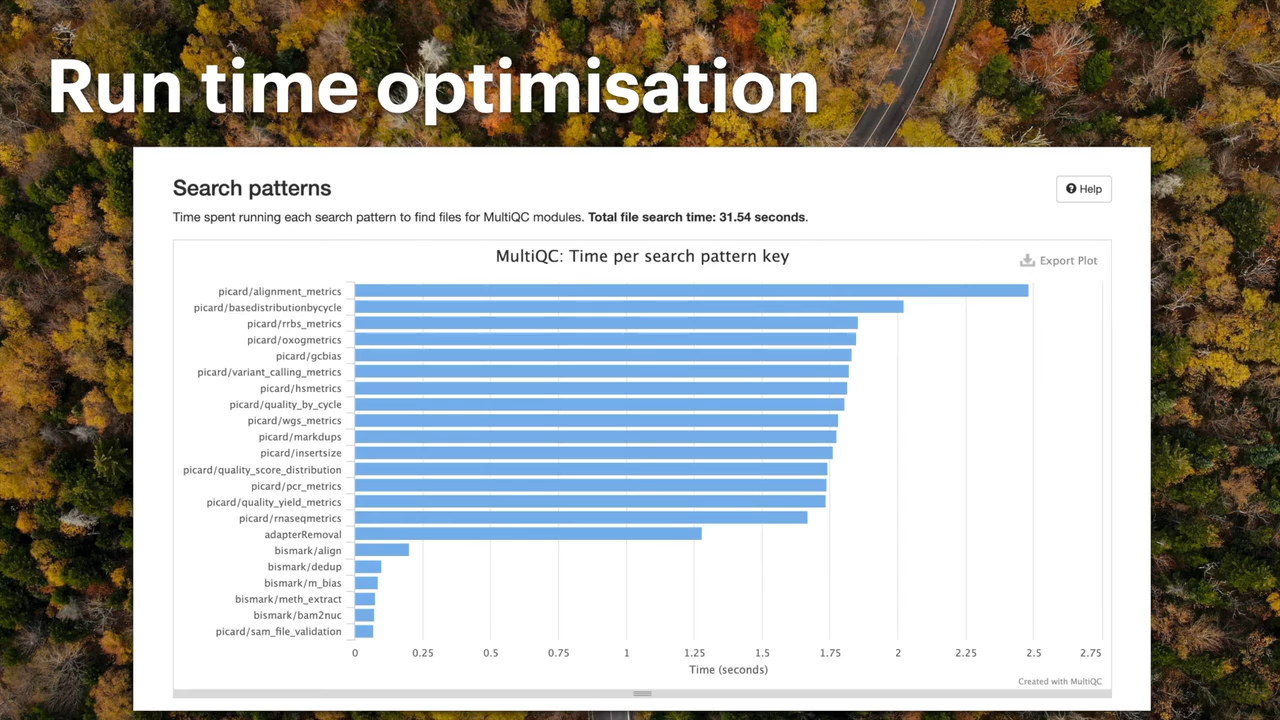 Run time optimisation
Search patterns
Help
Time spent running each search pattern to find files for MultiQC modules. Total file search time: 31.54 seconds.
MultiQC: Time per search pattern key
Export Plot
picard/alignment_metrics
picard/basedistributionbycycle
picard/rrbs_metrics
picard/oxogmetrics
picard/gcbias
picard/variant_calling_metrics
picard/hsmetrics
picard/quality_by_cycle
picard/wgs_metrics
picard/markdups
picard/insertsize
picard/quality_score_distribution
picard/pcr_metrics
picard/quality_yield_metrics
picard/rnaseqmetrics
adapterRemoval
bismark/align
bismark/dedup
bismark/m_bias
bismark/meth_extract
bismark/bam2nuc
picard/sam_file_validation
0 0.25 0.5 0.75 1 1.25 1.5 1.75 2 2.25 2.5 2.75
Time (seconds)
Created with MultiQC